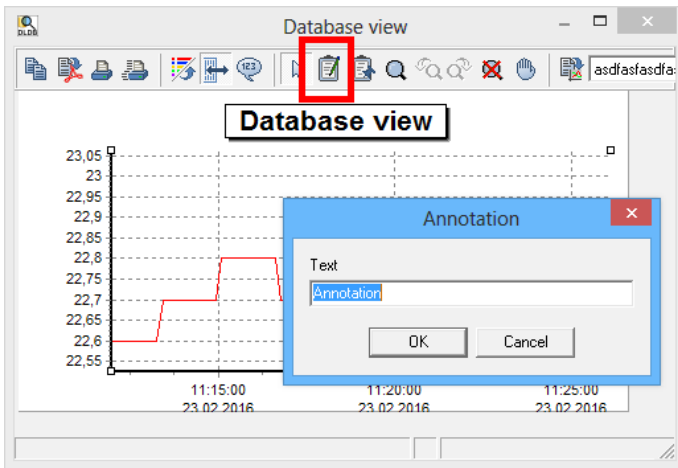 DLDB
Database view
123
asdfasfasdfa
Database view
23,05
23
22,95
22,9
22,85
22,8
22,75
22,7
22,65
22,6
22,55
11:15:00
23.02.2016
11:20:00
23.02.2016
11:25:00
23.02.2016
Annotation
Text
Annotation
OK
Cancel